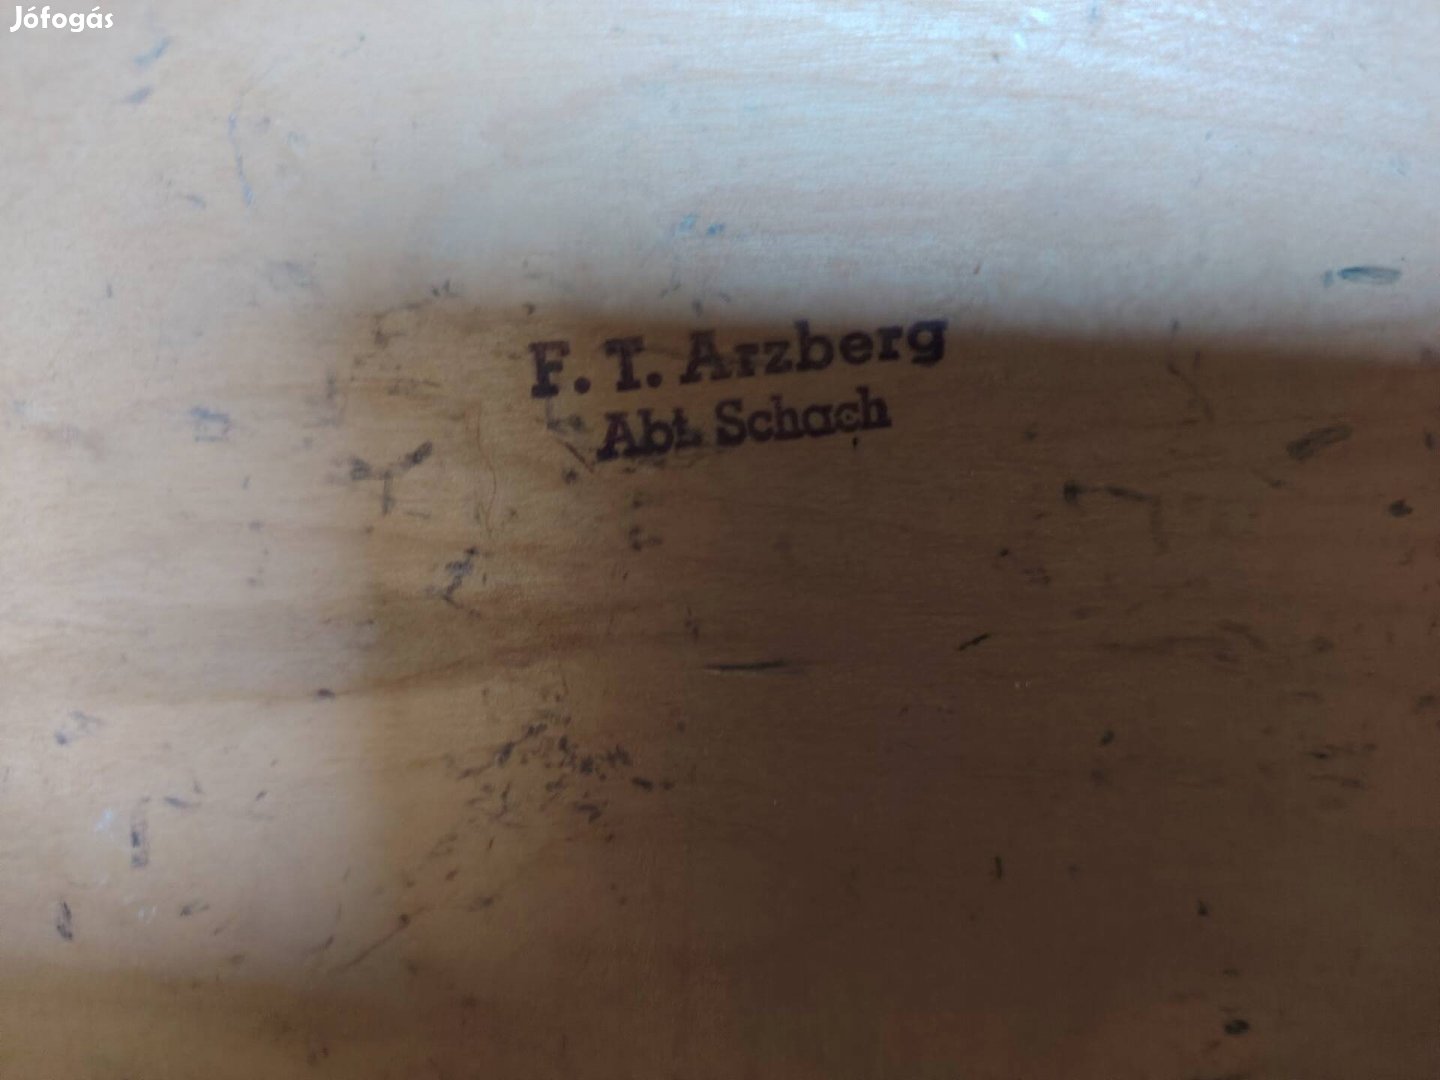 Jófogás
F. T. Arzberg
Abt. Schach